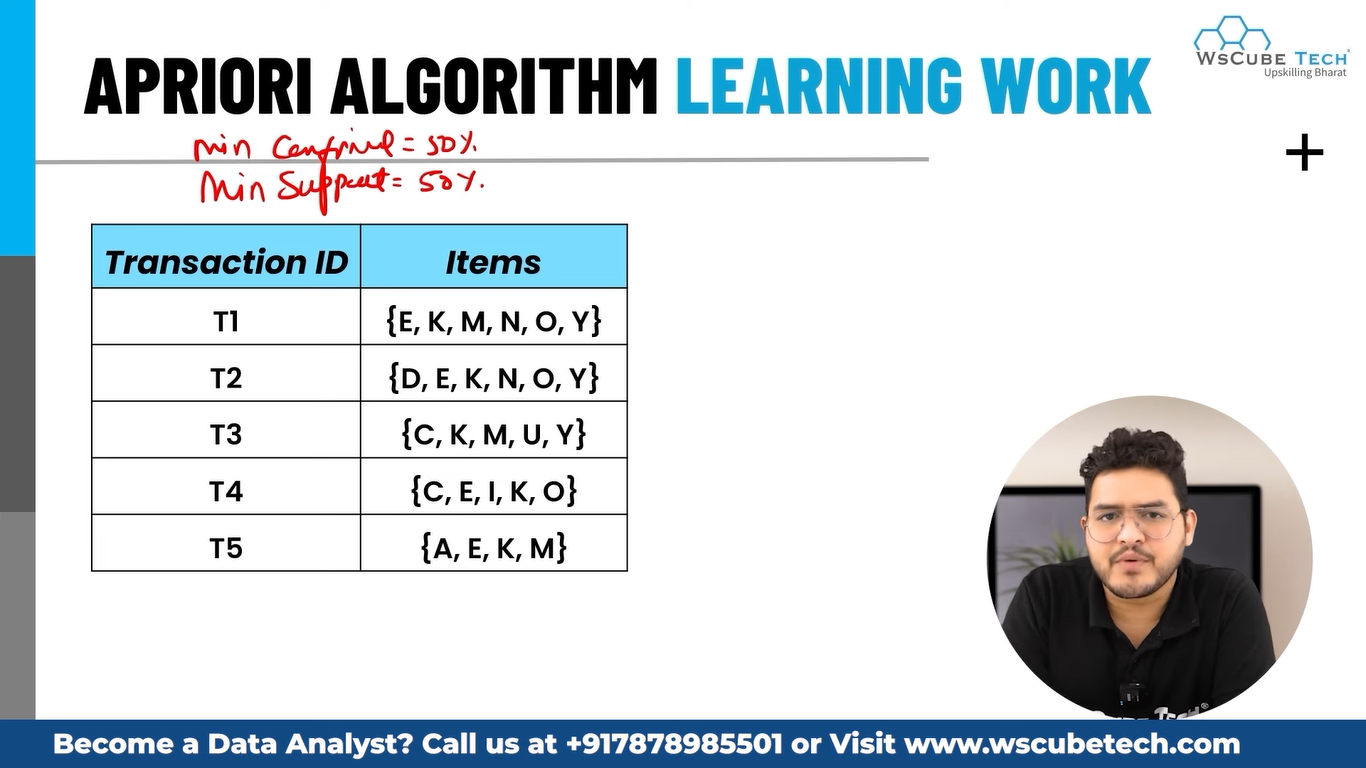 WsCube Tech
Upskilling Bharat
APRIORI ALGORITHM LEARNING WORK
Min = 50%.
Min Support = 50%.
Transaction ID Items
T1 {E, K, M, N, O, Y}
T2 {D, E, K, N, O, Y}
T3 {C, K, M, U, Y}
T4 {C, E, I, K, O}
T5 {A, E, K, M}
Become a Data Analyst? Call us at +917878985501 or Visit www.wscubetech.com